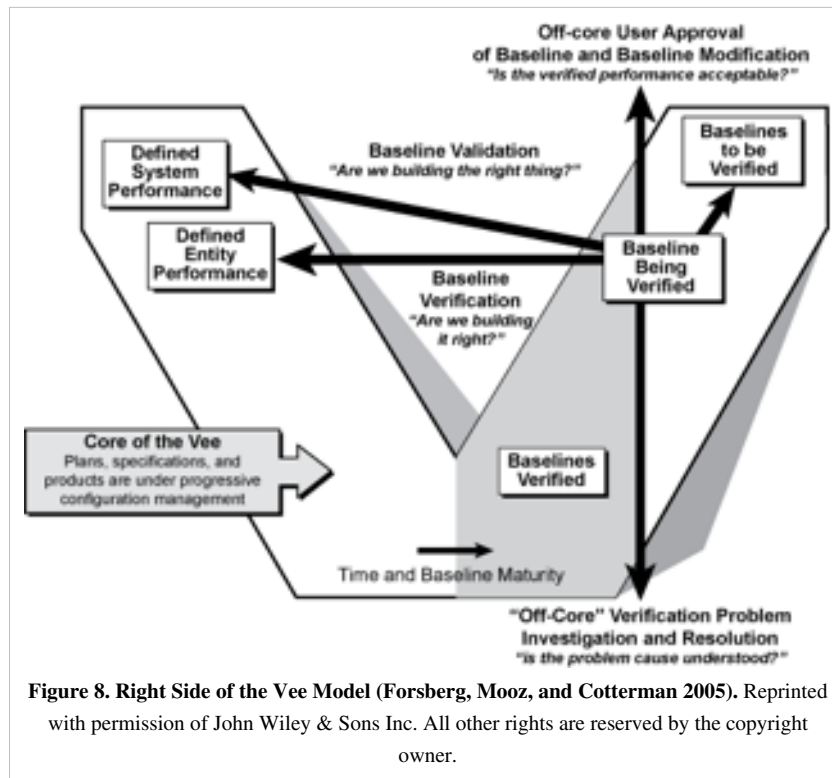 Off-core User Approval
of Baseline and Baseline Modification
"Is the verified performance acceptable?"
Defined
System
Performance
Baseline Validation
"Are we building the right thing?"
Baselines
to be
Verified
Defined
Entity
Performance
Baseline
Being
Verified
Baseline
Verification
"Are we building
it right?"
Core of the Vee
Plans, specifications, and
products are under progressive
configuration management
Baselines
Verified
Time and Baseline Maturity
"Off-Core" Verification Problem
Investigation and Resolution
"is the problem cause understood?"
Figure 8. Right Side of the Vee Model (Forsberg, Mooz, and Cotterman 2005). Reprinted
with permission of John Wiley & Sons Inc. All other rights are reserved by the copyright
owner.